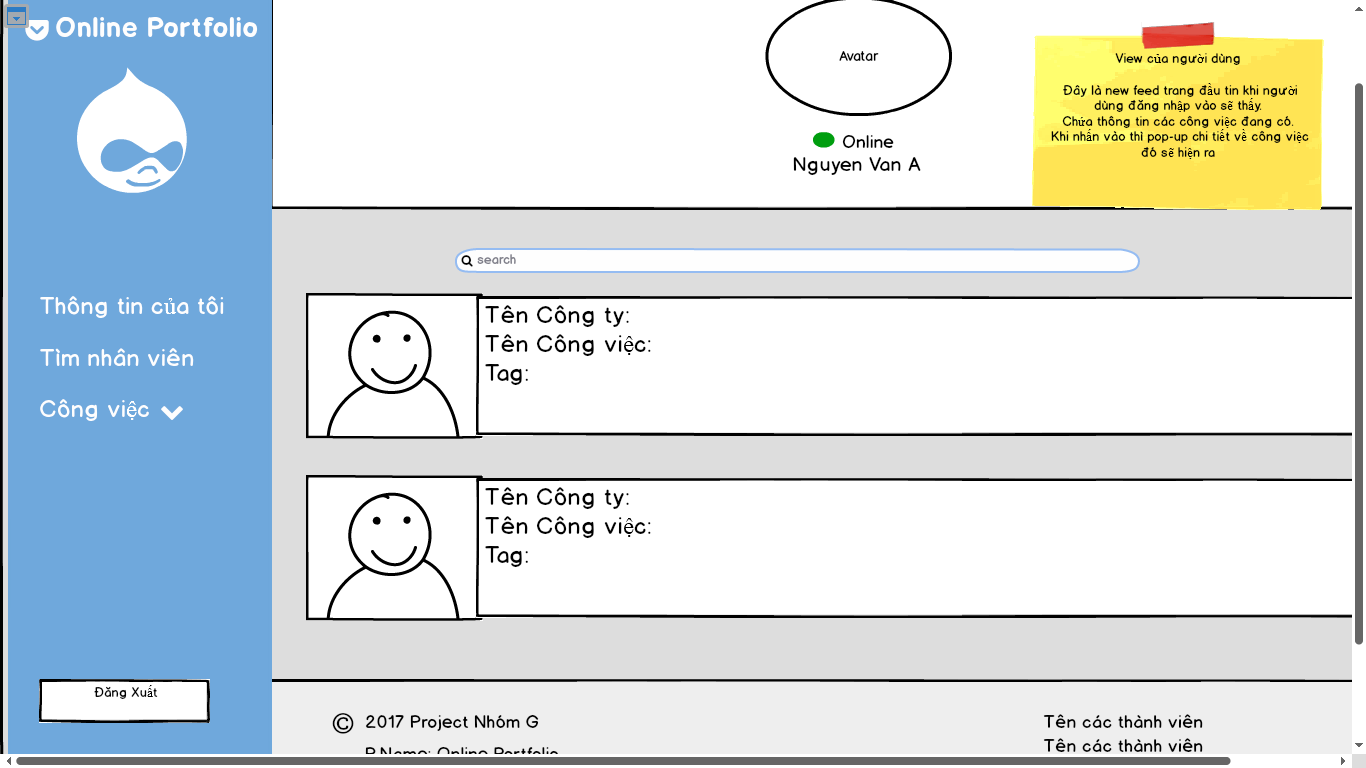 Online Portfolio
Thông tin của tôi
Tìm nhân viên
Công việc
Đăng Xuất
Avatar
Online
Nguyen Van A
View của người dùng
Đây là new feed trang đầu tin khi người
dùng đăng nhập vào sẽ thấy.
Chứa thông tin các công việc đang có.
Khi nhấn vào thì pop-up chi tiết về công việc
đó sẽ hiện ra
search
Tên Công ty:
Tên Công việc:
Tag:
Tên Công ty:
Tên Công việc:
Tag:
© 2017 Project Nhóm G
P.Name: Online Portfolio
Tên các thành viên
Tên các thành viên